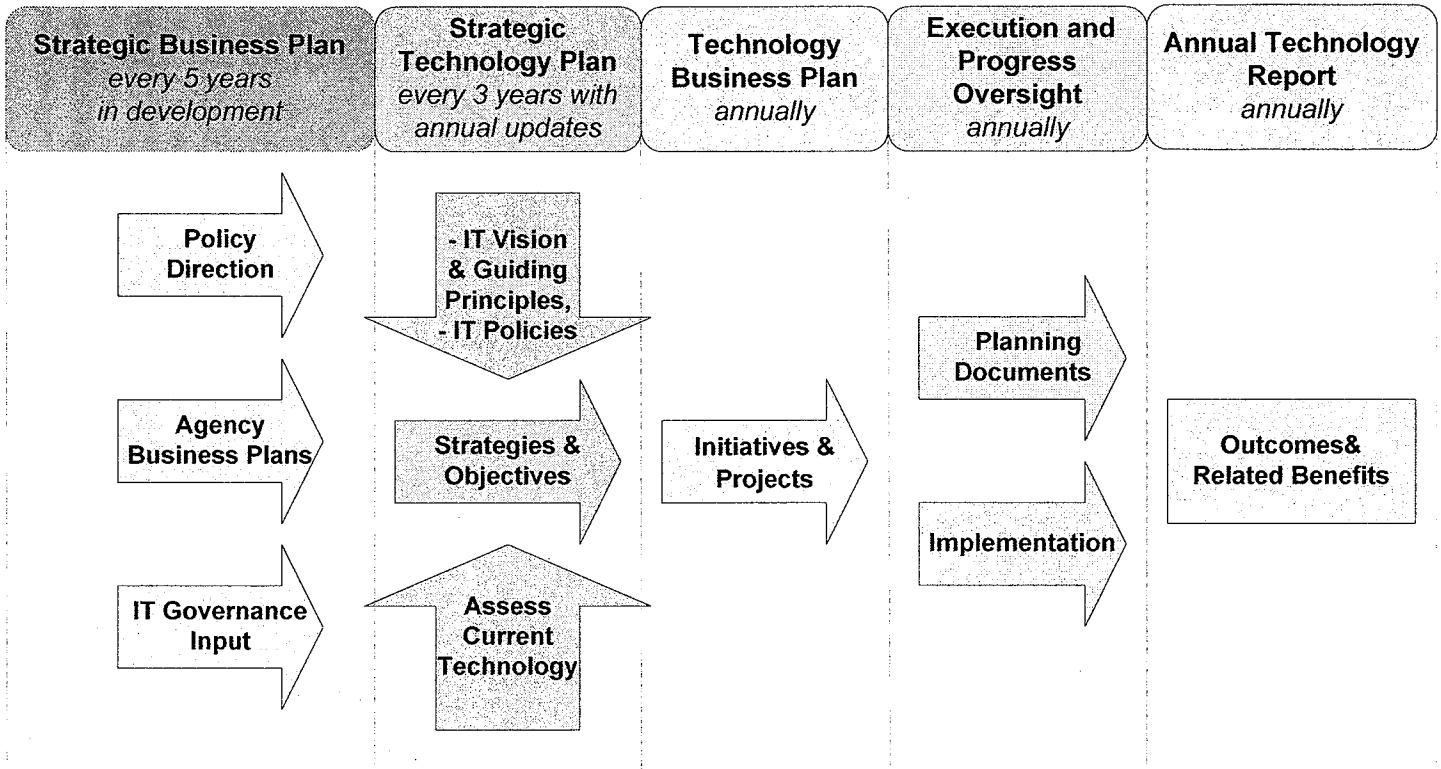 Strategic Business Plan
every 5 years
in development
Strategic
Technology Plan
every 3 years with
annual updates
Technology
Business Plan
annually
Execution and
Progress
Oversight
annually
Annual Technology
Report
annually
Policy
Direction
Agency
Business Plans
IT Governance
Input
- IT Vision
& Guiding
Principles,
- IT Policies
Strategies &
Objectives
Assess
Current
Technology
Initiatives &
Projects
Planning
Documents
Implementation
Outcomes&
Related Benefits